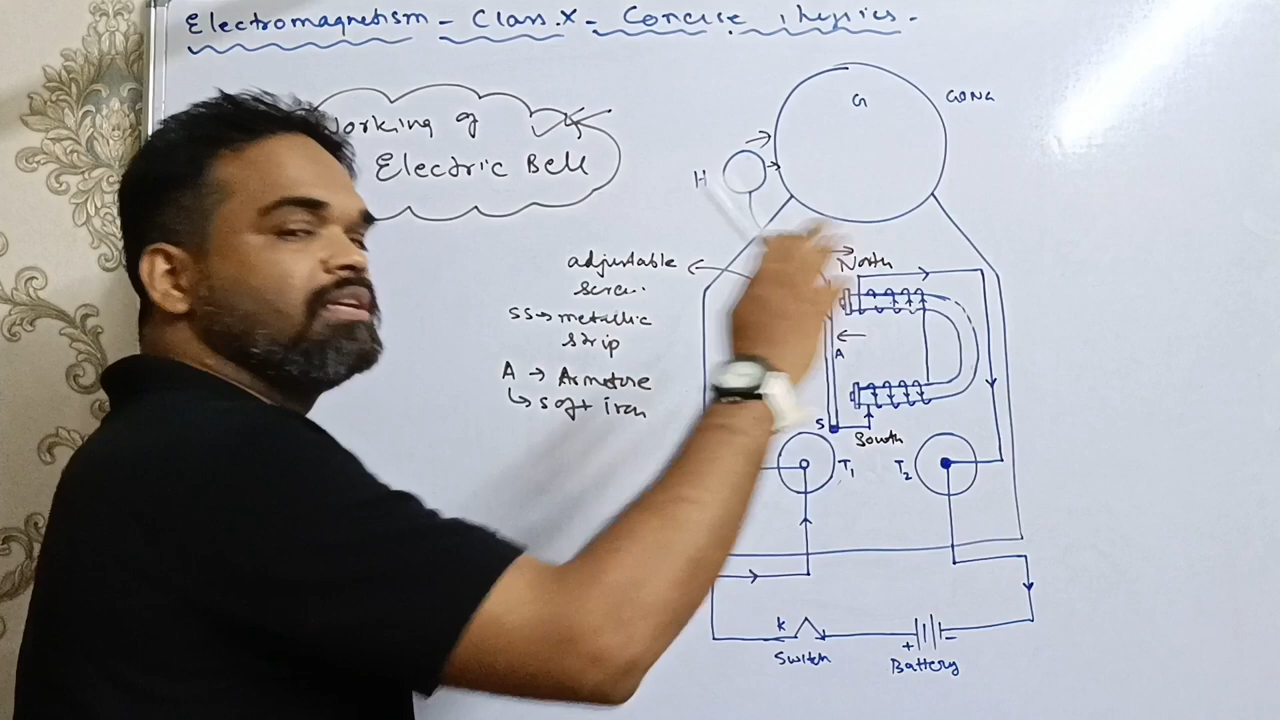 Electromagnetism - Class.X - Concise Physics.
Working of
Electric Bell
G
GONG
H
adjustable
screw.
SS → metallic
strip
A → Armature
↳ soft iron
North
A
S
South
T1
T2
K
Switch
+
-
Battery